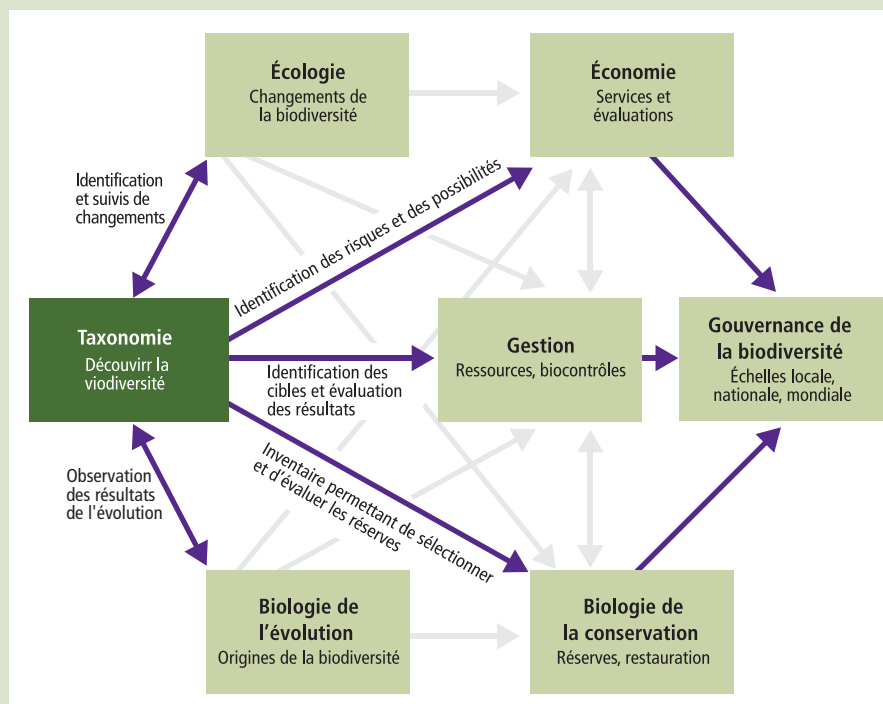 Écologie
Changements de
la biodiversité
Économie
Services et
évaluations
Identification
et suivis de
changements
Identification des risques et des possibilités
Taxonomie
Découvrir la
viodiversité
Identification des
cibles et évaluation
des résultats
Gestion
Ressources, biocontrôles
Gouvernance de
la biodiversité
Échelles locale,
nationale, mondiale
Observation
des résultats
de l'évolution
Inventaire permettant de sélectionner
et d'évaluer les réserves
Biologie de
l'évolution
Origines de la biodiversité
Biologie de
la conservation
Réserves, restauration